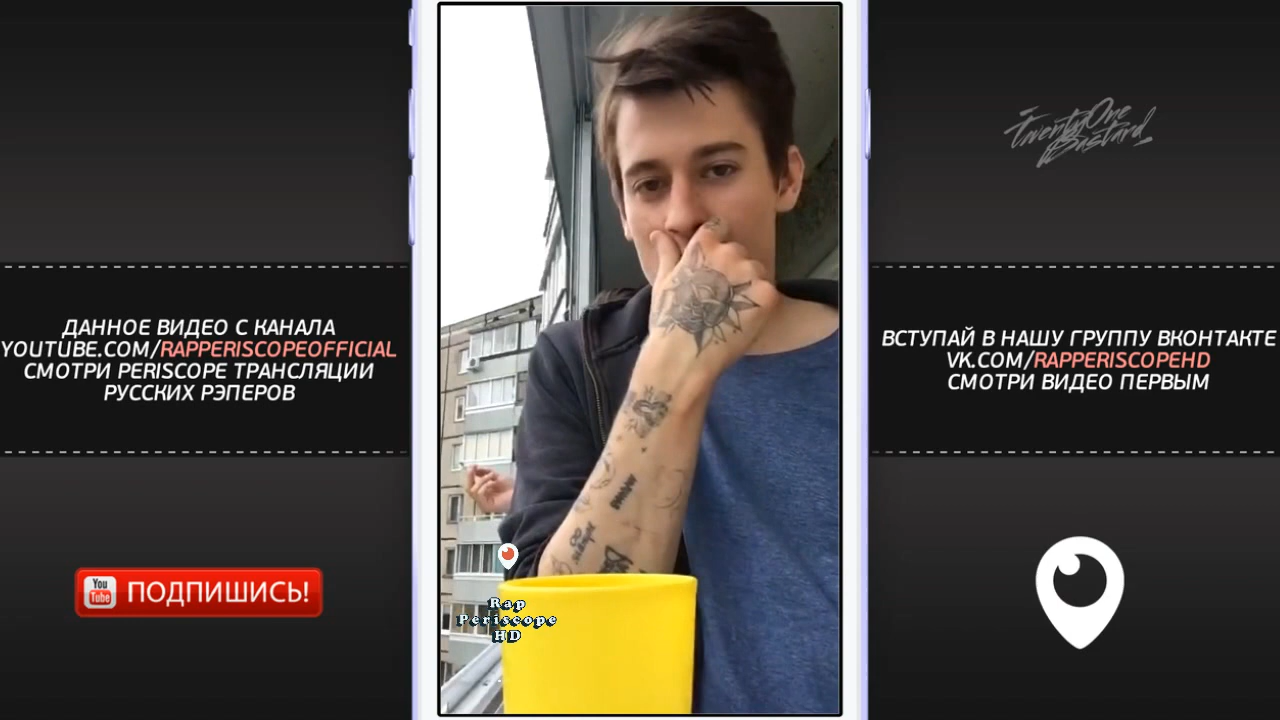 TwentyOne
Bastard
ДАННОЕ ВИДЕО С КАНАЛА
YOUTUBE.COM/RAPPERISCOPEOFFICIAL
СМОТРИ PERISCOPE ТРАНСЛЯЦИИ
РУССКИХ РЭПЕРОВ
ВСТУПАЙ В НАШУ ГРУППУ ВКОНТАКТЕ
VK.COM/RAPPERISCOPEHD
СМОТРИ ВИДЕО ПЕРВЫМ
You
Tube
ПОДПИШИСЬ!
Rap
Periscope
HD